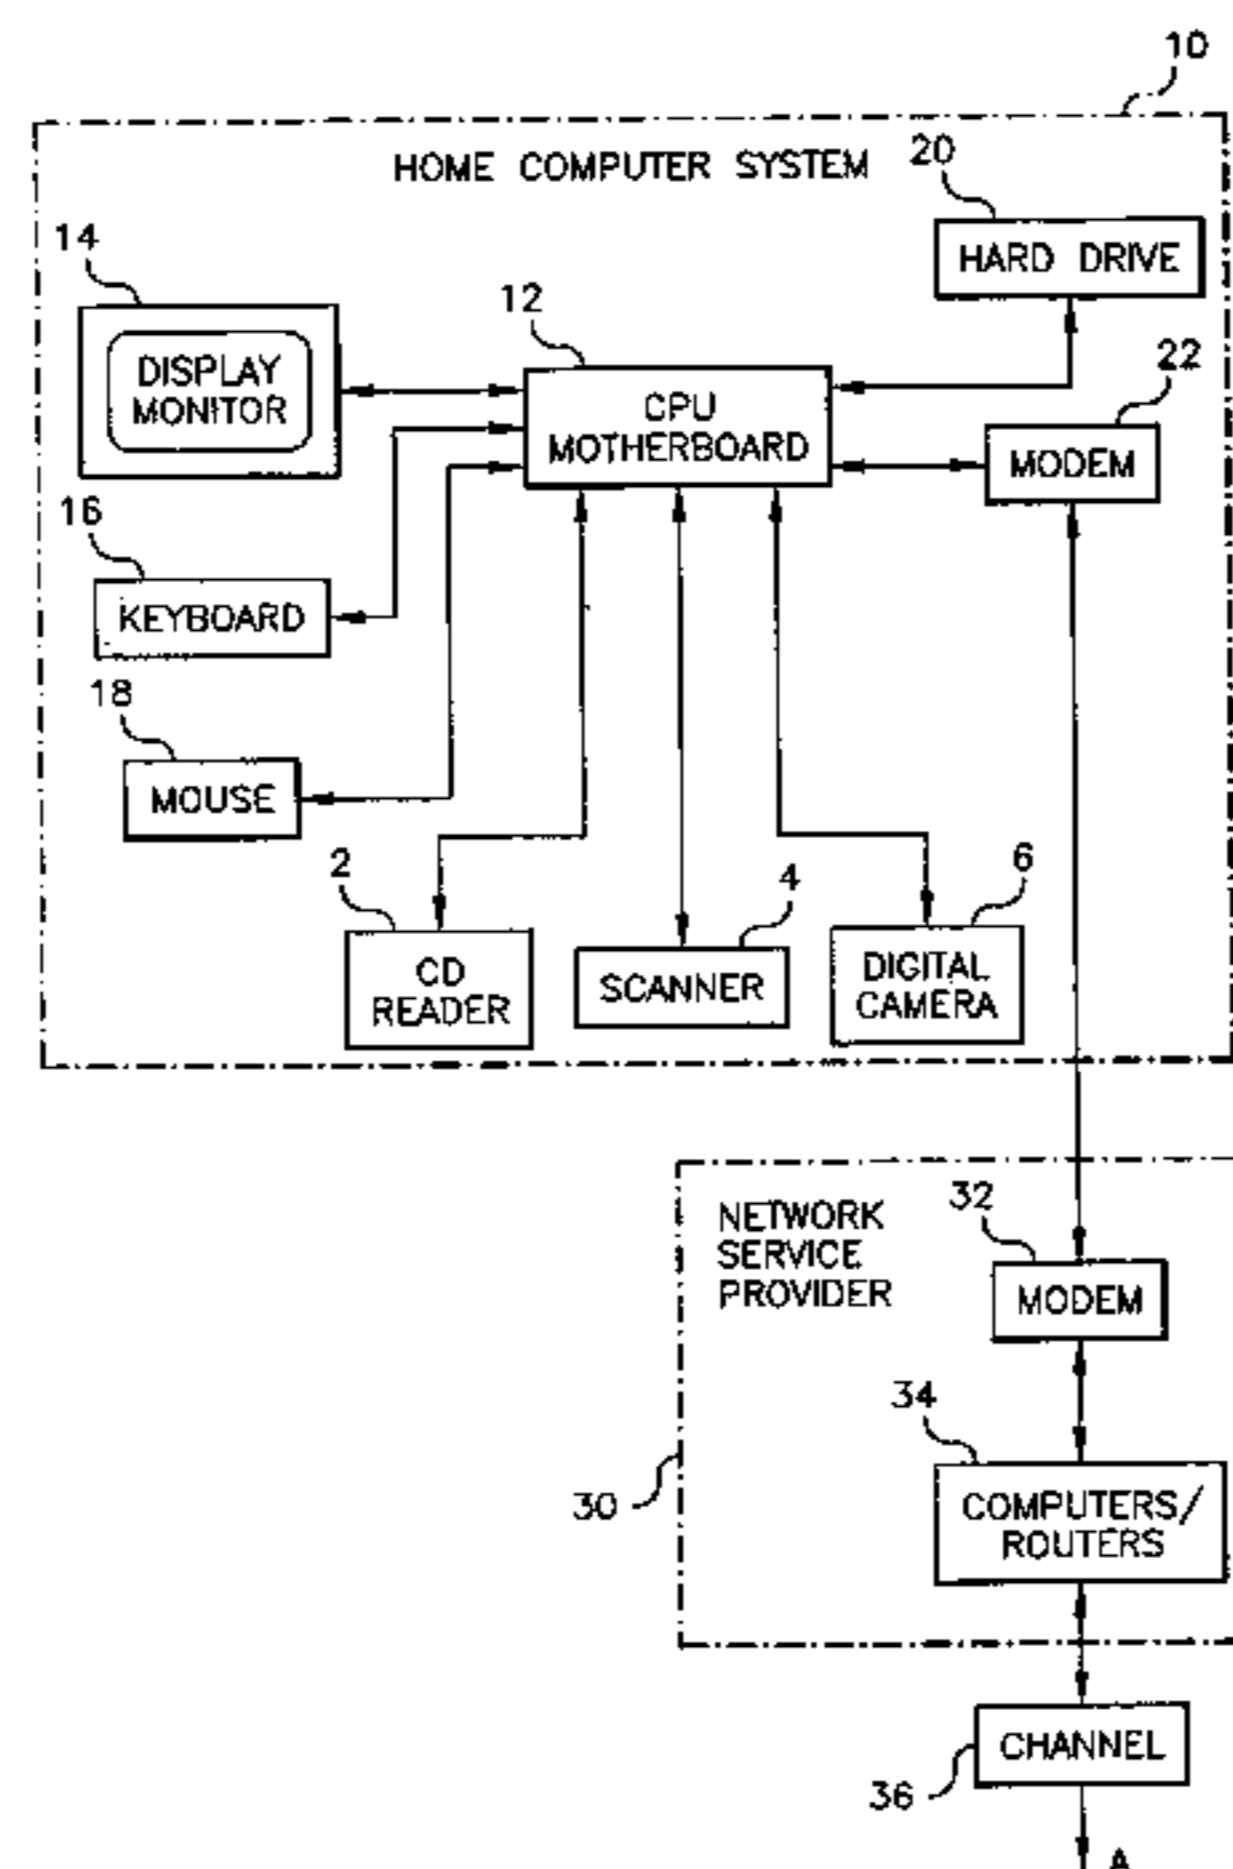 10
HOME COMPUTER SYSTEM
20
HARD DRIVE
14
DISPLAY
MONITOR
12
CPU
MOTHERBOARD
22
MODEM
16
KEYBOARD
18
MOUSE
2
CD
READER
4
SCANNER
6
DIGITAL
CAMERA
NETWORK
SERVICE
PROVIDER
32
MODEM
34
COMPUTERS/
ROUTERS
30
CHANNEL
36
A